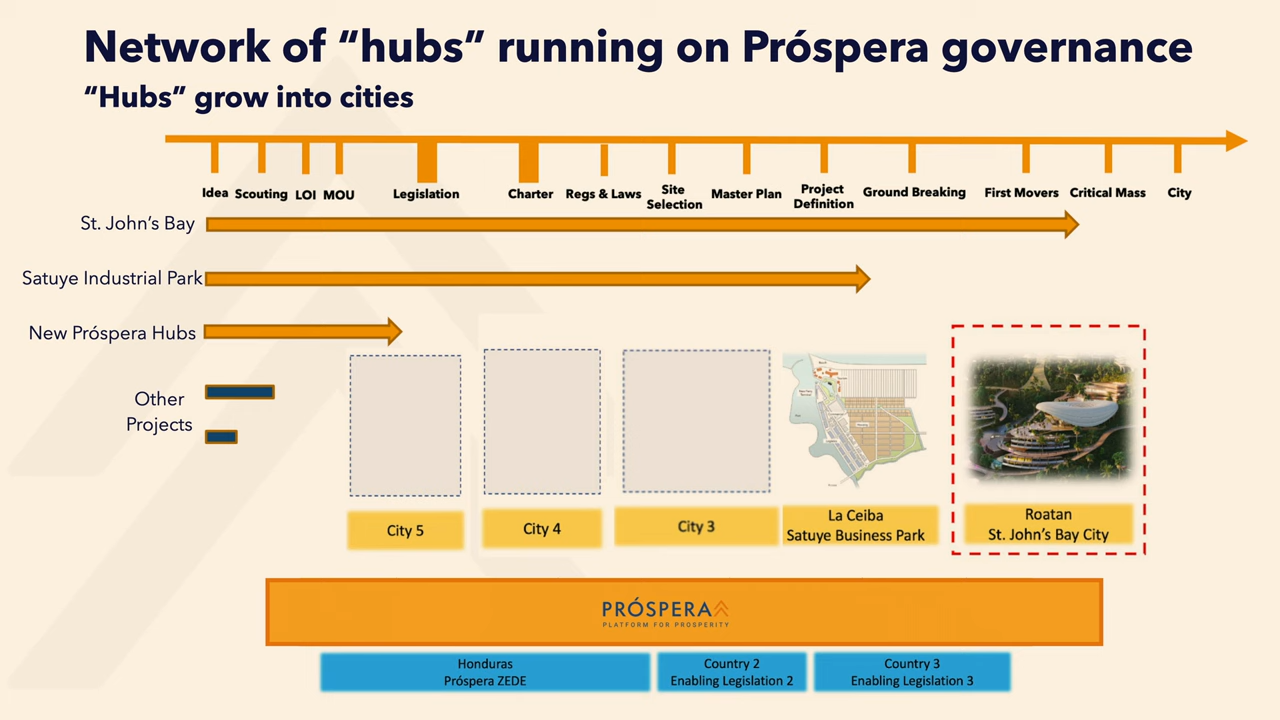 Network of “hubs” running on Próspera governance
“Hubs” grow into cities
Idea
Scouting
LOI
MOU
Legislation
Charter
Regs & Laws
Site
Selection
Master Plan
Project
Definition
Ground Breaking
First Movers
Critical Mass
City
St. John’s Bay
Satuye Industrial Park
New Próspera Hubs
Other
Projects
City 5
City 4
City 3
La Ceiba
Satuye Business Park
Roatan
St. John’s Bay City
PRÓSPERA
PLATFORM FOR PROSPERITY
Honduras
Próspera ZEDE
Country 2
Enabling Legislation 2
Country 3
Enabling Legislation 3